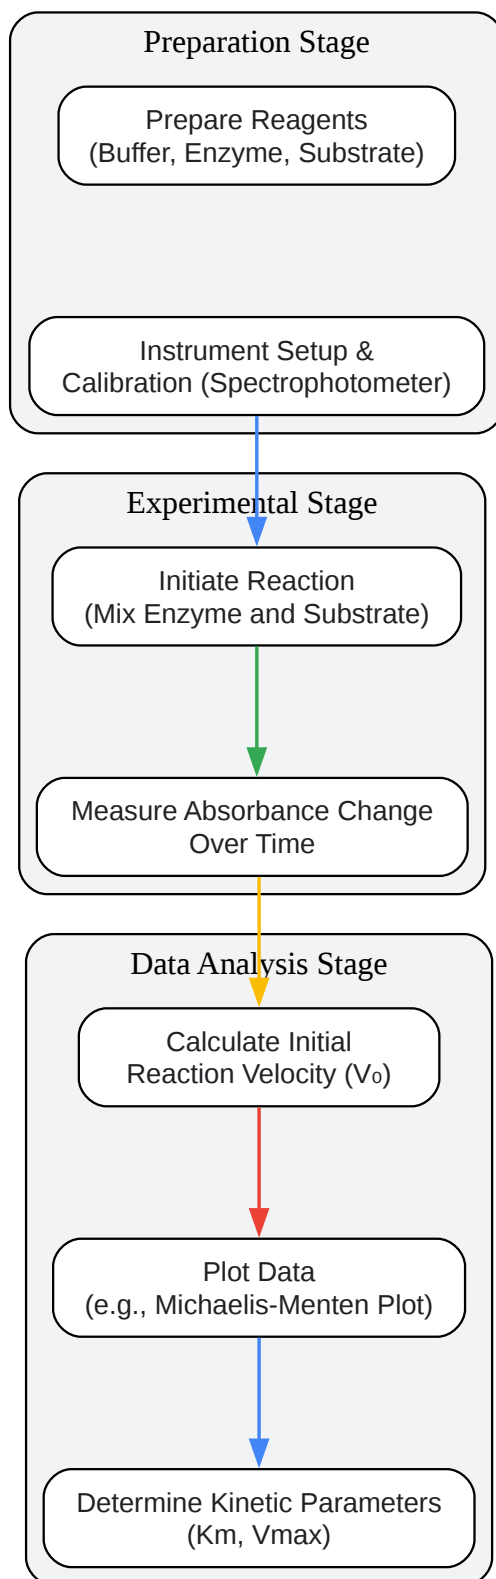 Preparation Stage
Prepare Reagents
(Buffer, Enzyme, Substrate)
Instrument Setup &
Calibration (Spectrophotometer)
Experimental Stage
Initiate Reaction
(Mix Enzyme and Substrate)
Measure Absorbance Change
Over Time
Data Analysis Stage
Calculate Initial
Reaction Velocity (V₀)
Plot Data
(e.g., Michaelis-Menten Plot)
Determine Kinetic Parameters
(Km, Vmax)